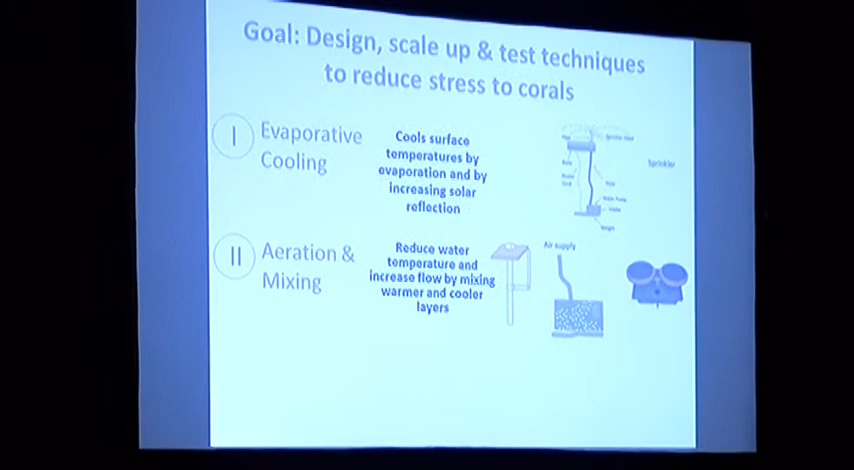 Goal: Design, scale up & test techniques
to reduce stress to corals
I
Evaporative
Cooling
Cools surface
temperatures by
evaporation and by
increasing solar
reflection
Sprinkler
II
Aeration &
Mixing
Reduce water
temperature and
increase flow by mixing
warmer and cooler
layers
Air supply